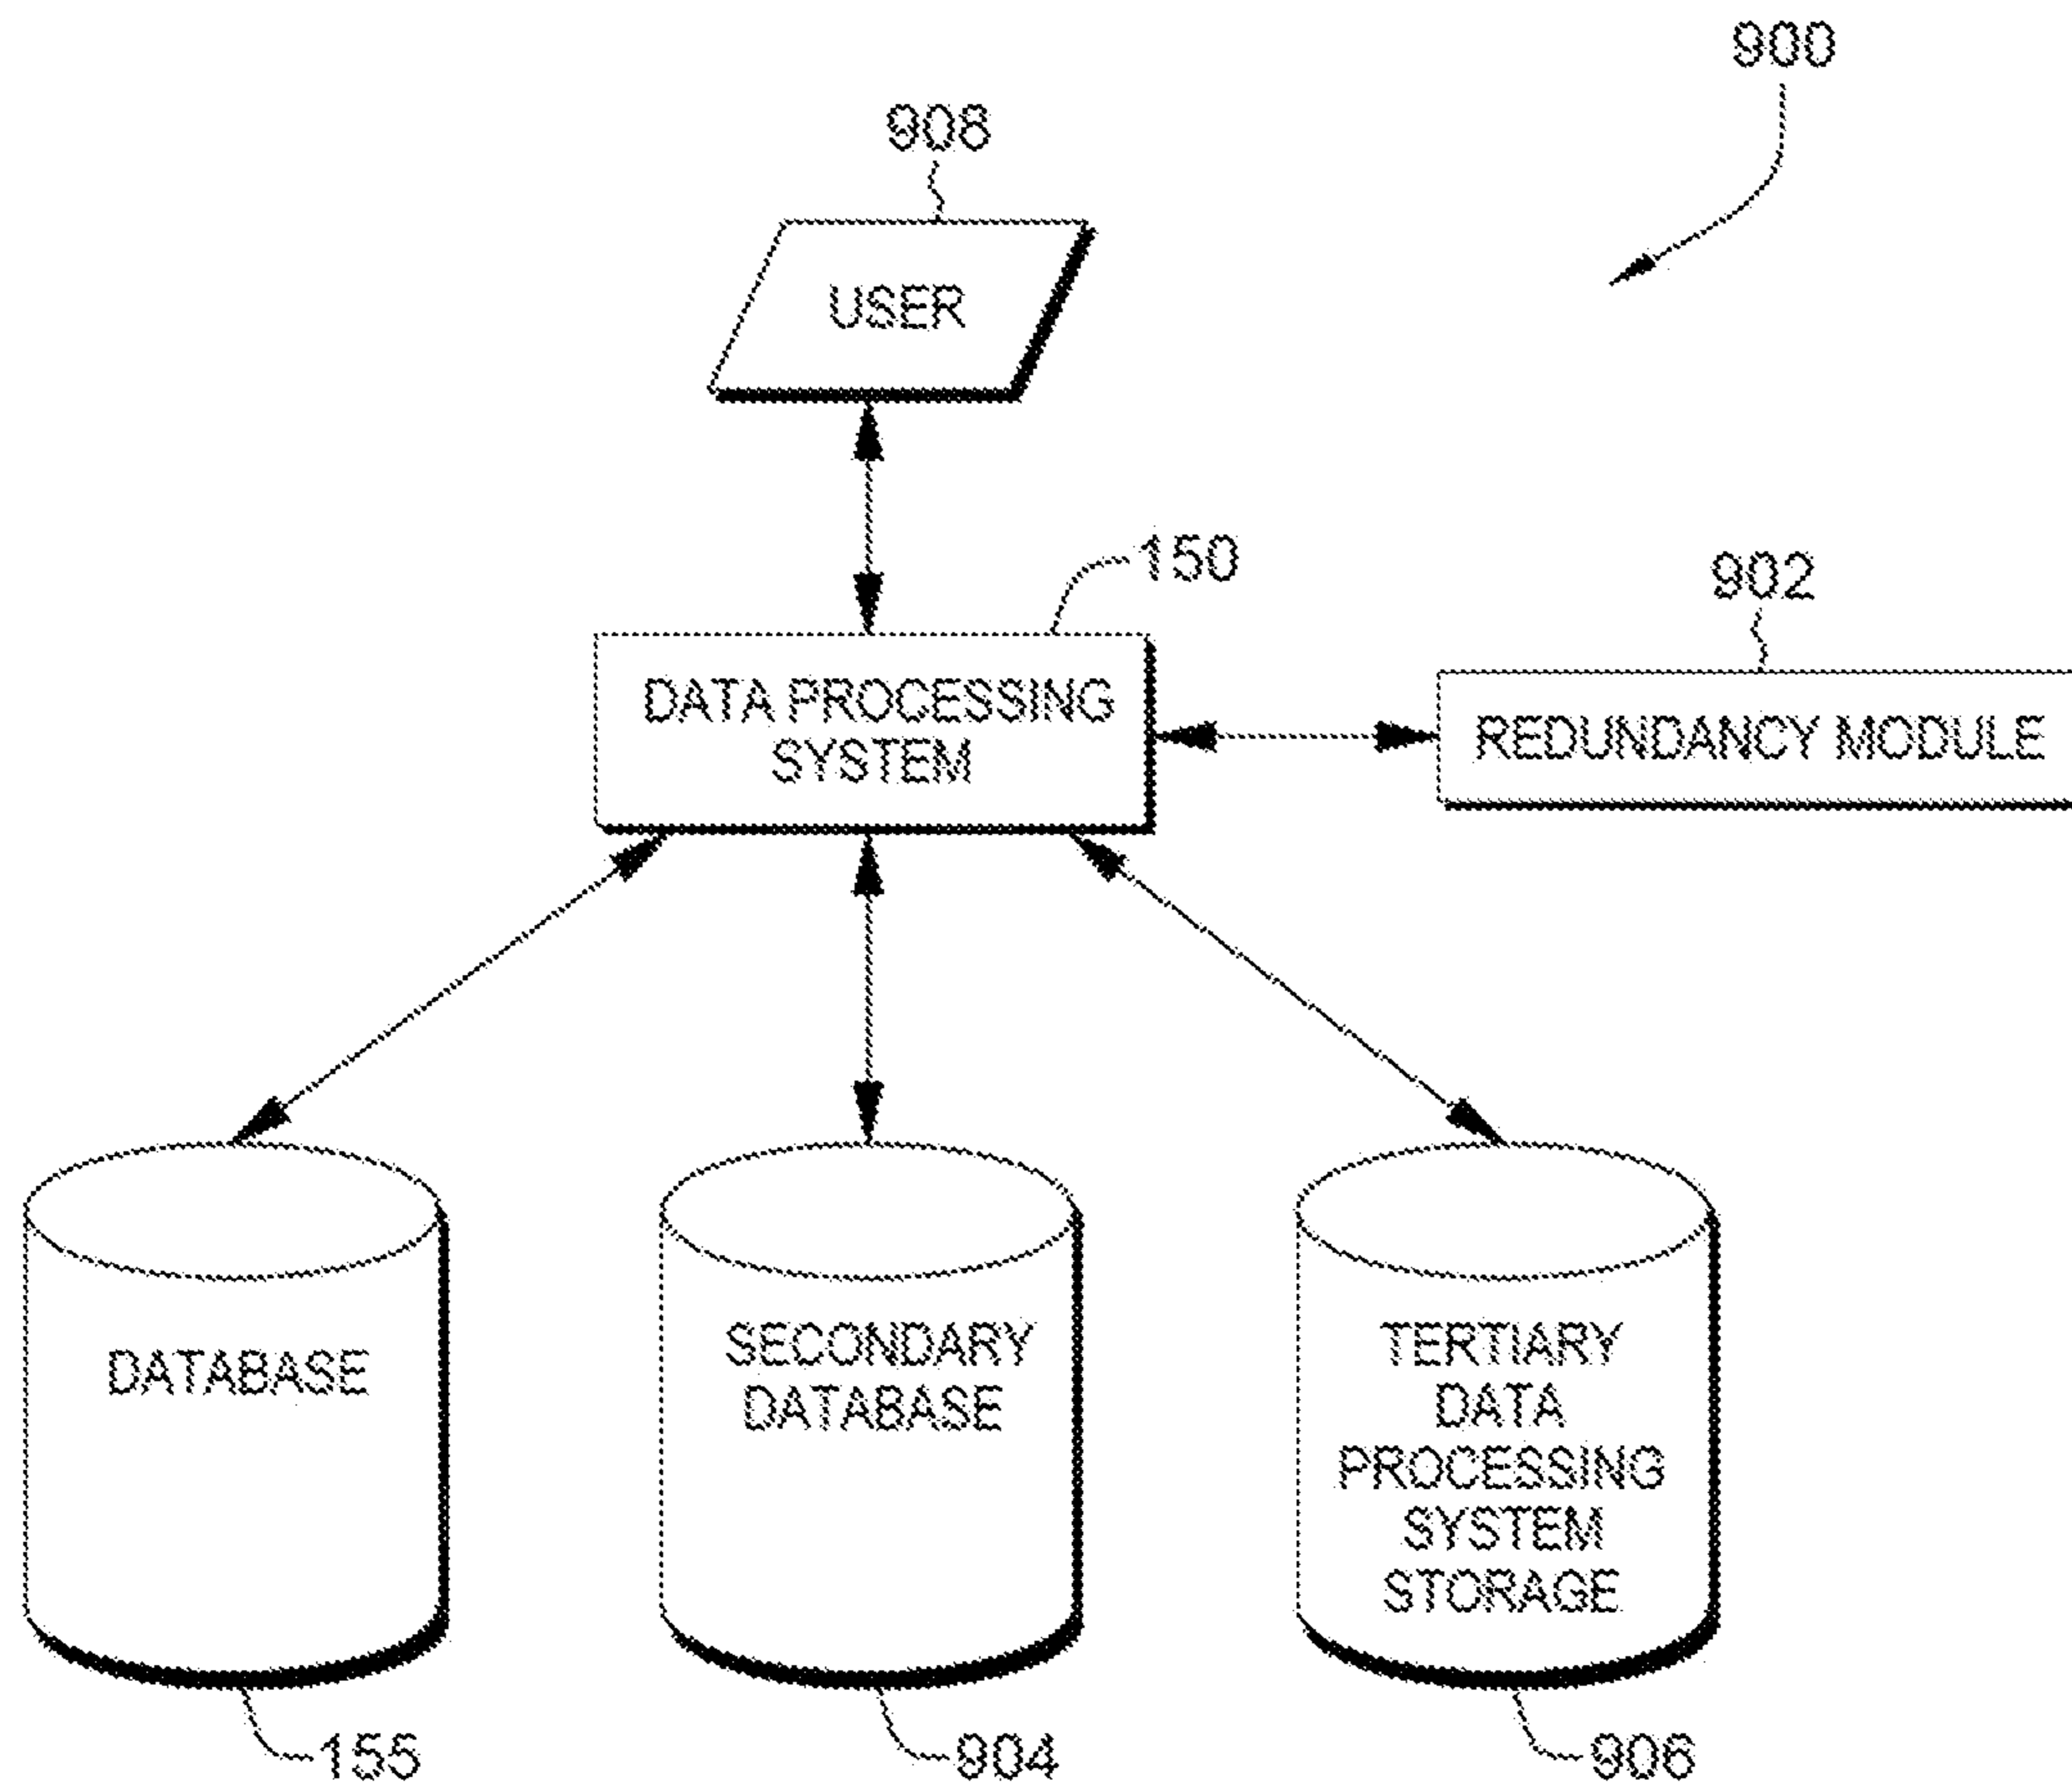 900
908
USER
150
902
DATA PROCESSING
SYSTEM
REDUNDANCY MODULE
DATABASE
SECONDARY
DATABASE
TERTIARY
DATA
PROCESSING
SYSTEM
STORAGE
155
904
906